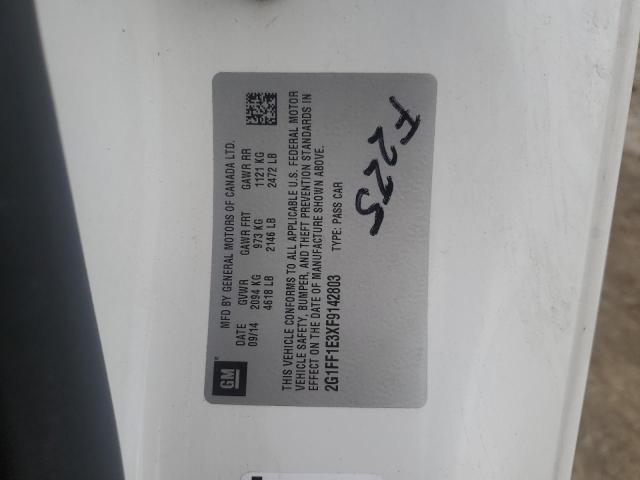 GM
MFD BY GENERAL MOTORS OF CANADA LTD.
DATE GVWR GAWR FRT GAWR RR
09/14 2094 KG 973 KG 1121 KG
4618 LB 2146 LB 2472 LB
THIS VEHICLE CONFORMS TO ALL APPLICABLE U.S. FEDERAL MOTOR
VEHICLE SAFETY, BUMPER, AND THEFT PREVENTION STANDARDS IN
EFFECT ON THE DATE OF MANUFACTURE SHOWN ABOVE.
2G1FF1E3XF9142803 TYPE: PASS CAR
F225